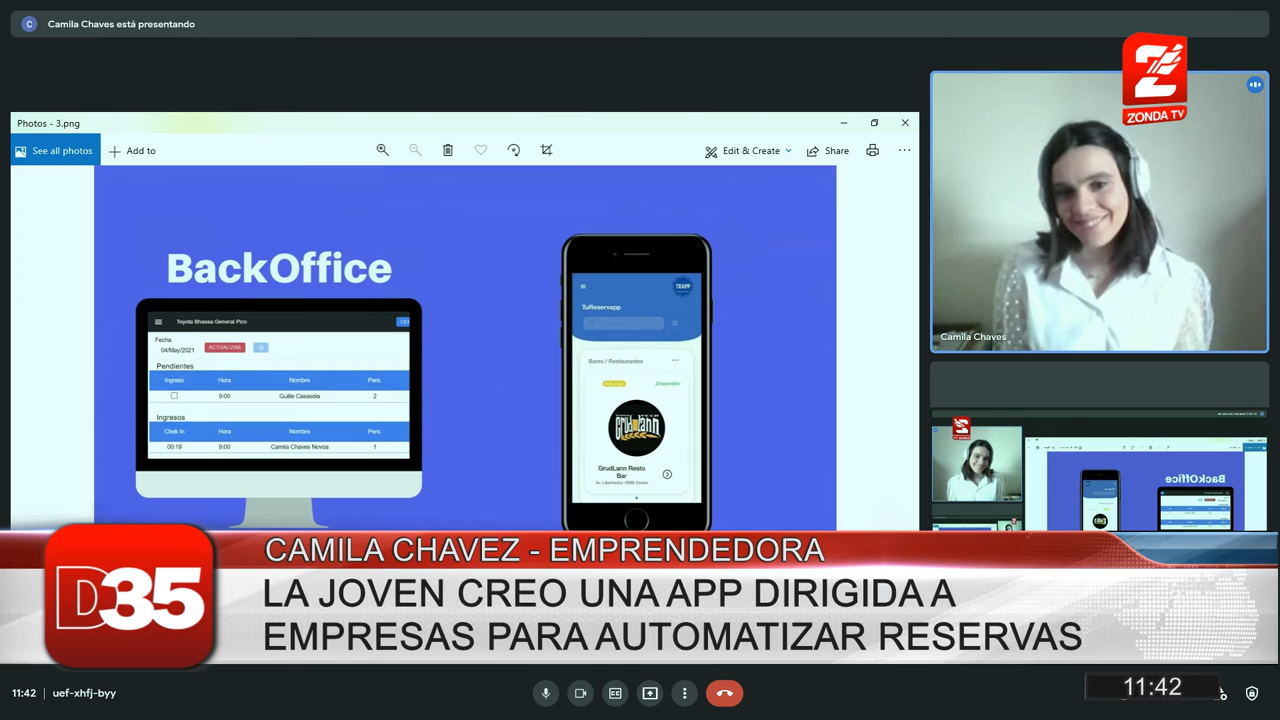 C Camila Chaves está presentando
ZONDA TV
Photos - 3.png
See all photos
Add to
Edit & Create
Share
BackOffice
Toyota Bhassa General Pico
Fecha
04/May/2021
ACTUALIZAR
Pendientes
Ingreso Hora Nombre Pers.
9:00 Guille Casasola 2
Ingresos
Chek In Hora Nombre Pers.
00:19 9:00 Camila Chaves Novoa 1
TRAPP
TuReservapp
Bares / Restaurantes
GrudLann
GrudLann Resto
Bar
Camila Chaves
BackOffice
D35
CAMILA CHAVEZ - EMPRENDEDORA
LA JOVEN CREO UNA APP DIRIGIDA A
EMPRESAS PARA AUTOMATIZAR RESERVAS
11:42 | uef-xhfj-byy
11:42